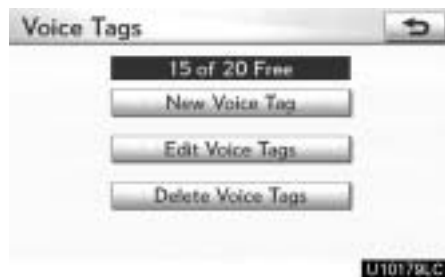 Voice Tags
15 of 20 Free
New Voice Tag
Edit Voice Tags
Delete Voice Tags
U10179LC